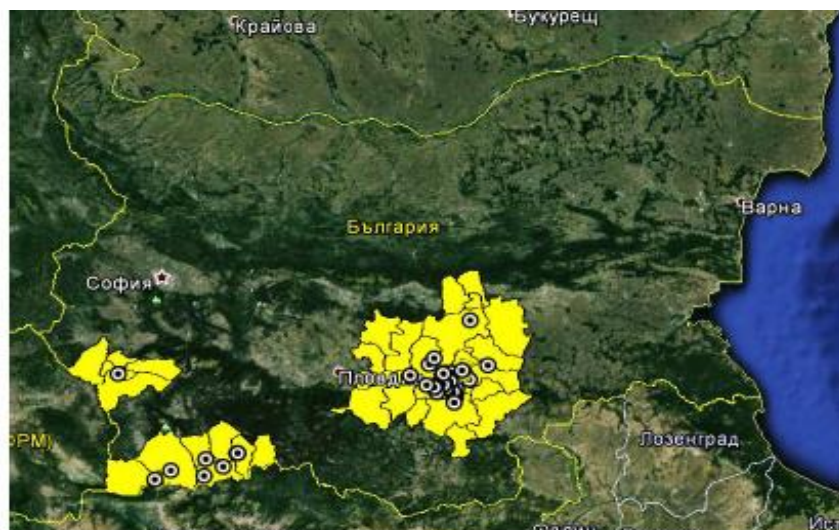 Крайова
Букурещ
Варна
България
София
Пловд
Лозенград